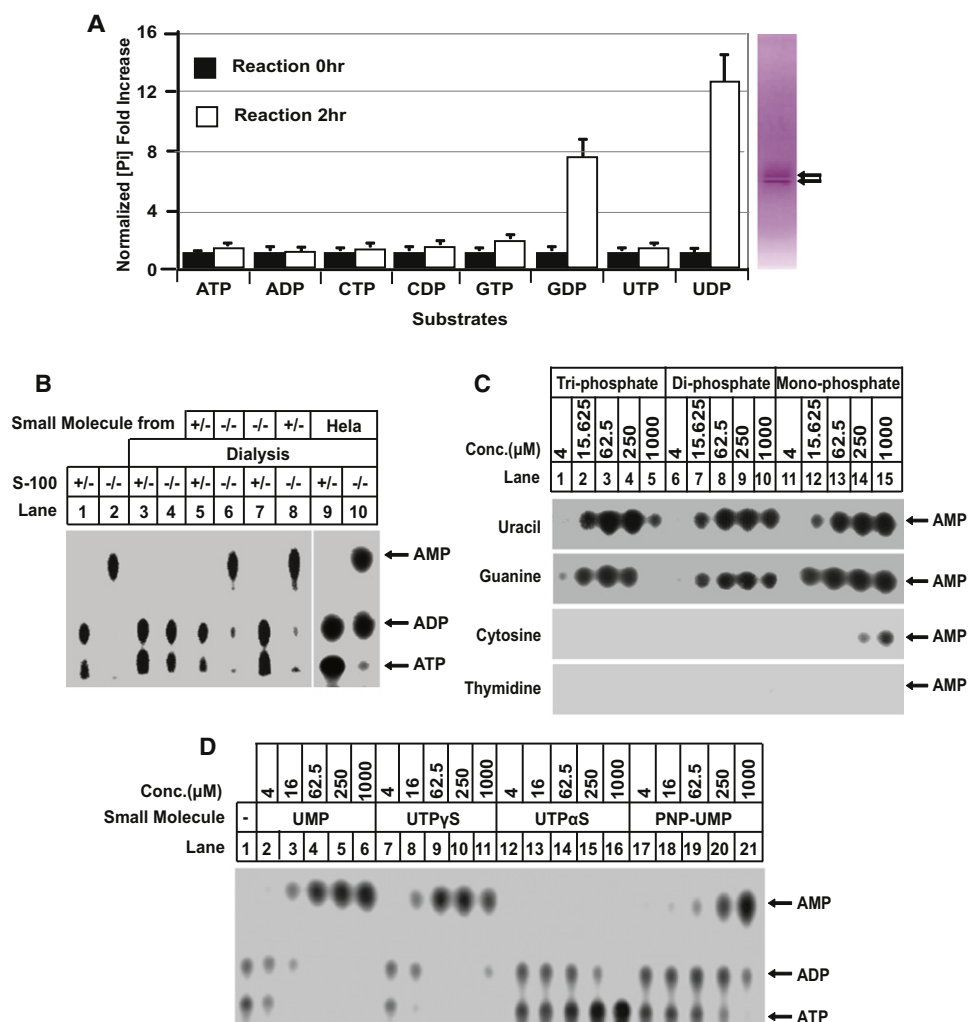 A
Normalized [Pi] Fold Increase
16
12
8
4
0
Reaction 0hr
Reaction 2hr
ATP ADP CTP CDP GTP GDP UTP UDP
Substrates
B
Small Molecule from +/- -/- -/- +/- Hela
Dialysis
S-100 +/- -/- +/- -/- +/- -/- +/- -/- +/- -/-
Lane 1 2 3 4 5 6 7 8 9 10
AMP
ADP
ATP
C
Tri-phosphate Di-phosphate Mono-phosphate
Conc.(µM) 4 15.625 62.5 250 1000 4 15.625 62.5 250 1000 4 15.625 62.5 250 1000
Lane 1 2 3 4 5 6 7 8 9 10 11 12 13 14 15
Uracil AMP
Guanine AMP
Cytosine AMP
Thymidine AMP
D
Conc.(µM) 4 16 62.5 250 1000 4 16 62.5 250 1000 4 16 62.5 250 1000 4 16 62.5 250 1000
Small Molecule - UMP UTPγS UTPαS PNP-UMP
Lane 1 2 3 4 5 6 7 8 9 10 11 12 13 14 15 16 17 18 19 20 21
AMP
ADP
ATP